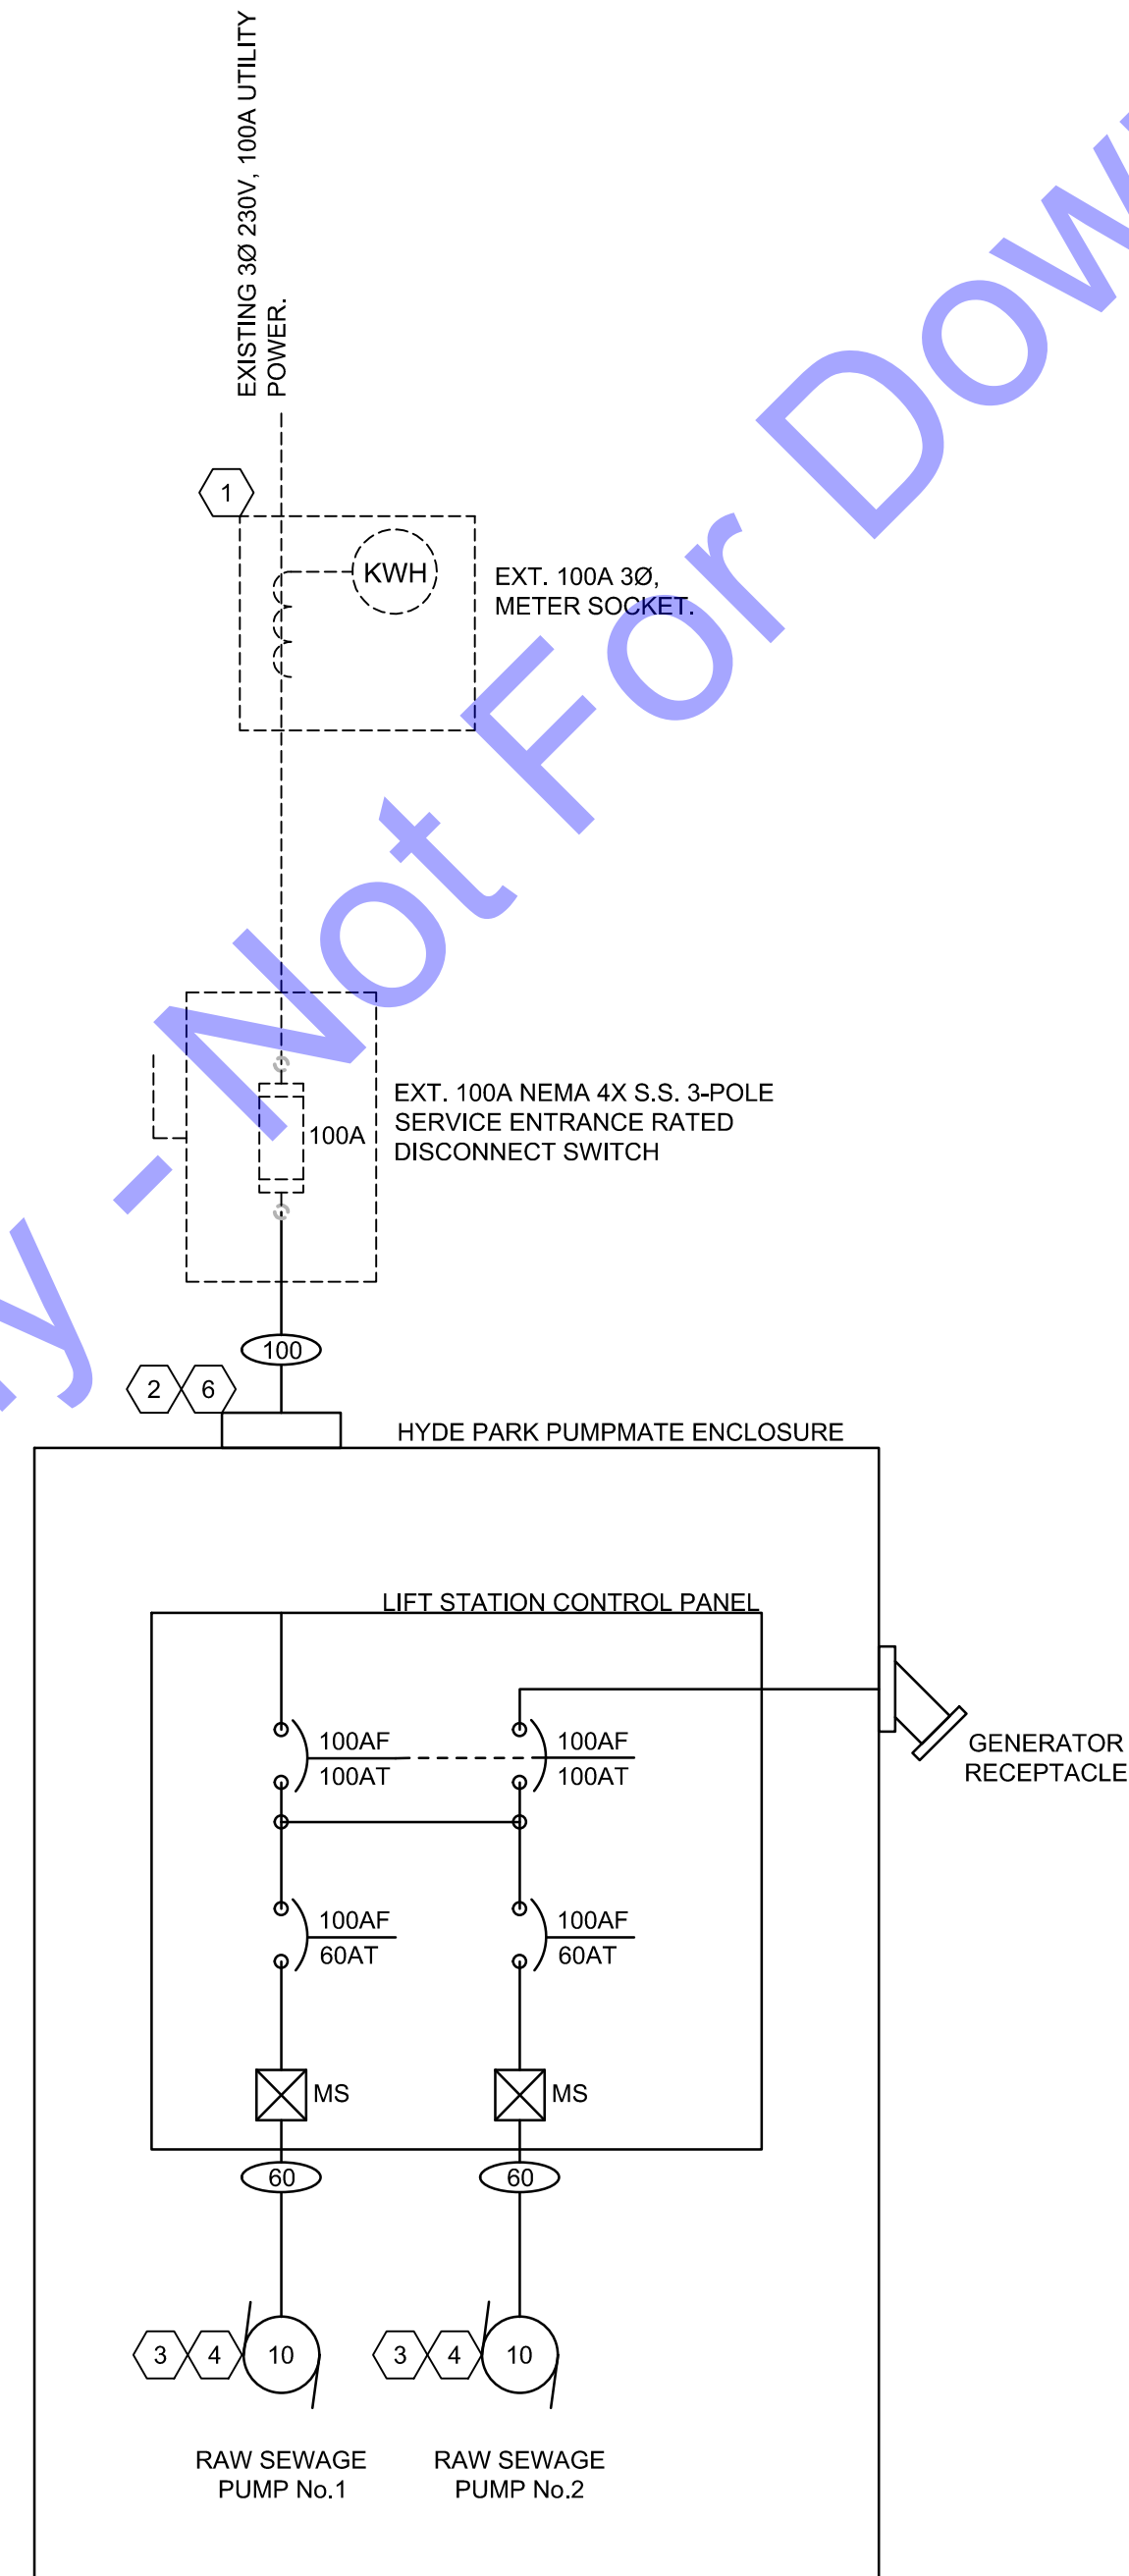 EXISTING 3Ø 230V, 100A UTILITY
POWER.
1
KWH
EXT. 100A 3Ø,
METER SOCKET.
100A
EXT. 100A NEMA 4X S.S. 3-POLE
SERVICE ENTRANCE RATED
DISCONNECT SWITCH
100
2 6
HYDE PARK PUMPMATE ENCLOSURE
LIFT STATION CONTROL PANEL
100AF
100AT
100AF
100AT
GENERATOR
RECEPTACLE
100AF
60AT
100AF
60AT
MS
MS
60
60
3 4 10
3 4 10
RAW SEWAGE
PUMP No.1
RAW SEWAGE
PUMP No.2
- Not For